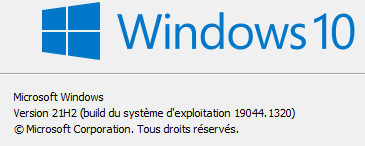 Windows 10
Microsoft Windows
Version 21H2 (build du système d'exploitation 19044.1320)
© Microsoft Corporation. Tous droits réservés.